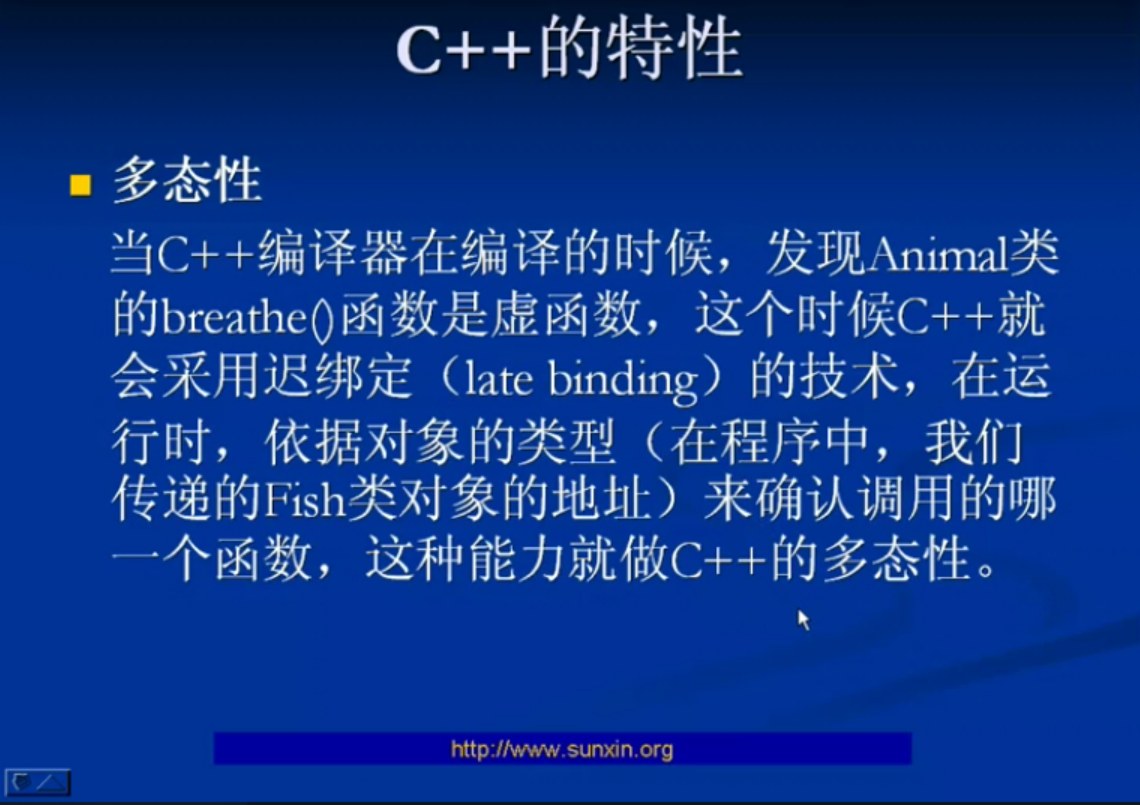 C++的特性
多态性
当C++编译器在编译的时候，发现Animal类
的breathe()函数是虚函数，这个时候C++就
会采用迟绑定（late binding）的技术，在运
行时，依据对象的类型（在程序中，我们
传递的Fish类对象的地址）来确认调用的哪
一个函数，这种能力就做C++的多态性。
http://www.sunxin.org